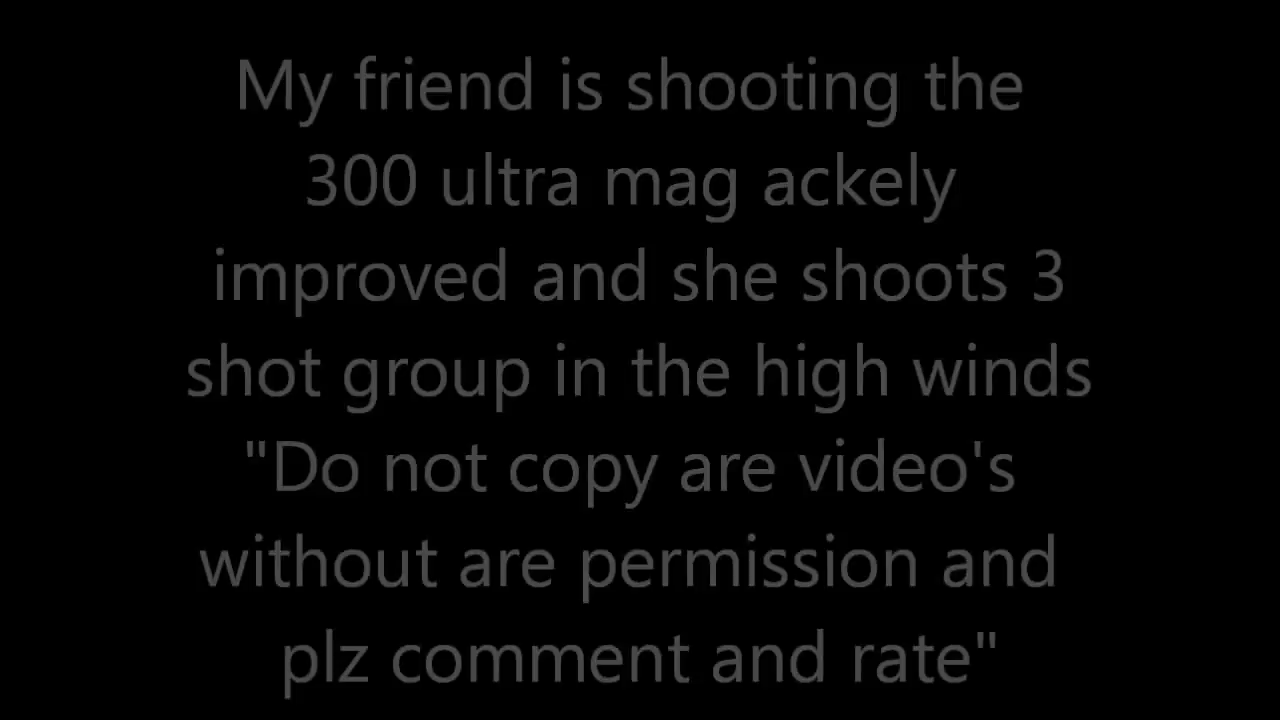 My friend is shooting the
300 ultra mag ackely
improved and she shoots 3
shot group in the high winds
"Do not copy are video's
without are permission and
plz comment and rate"